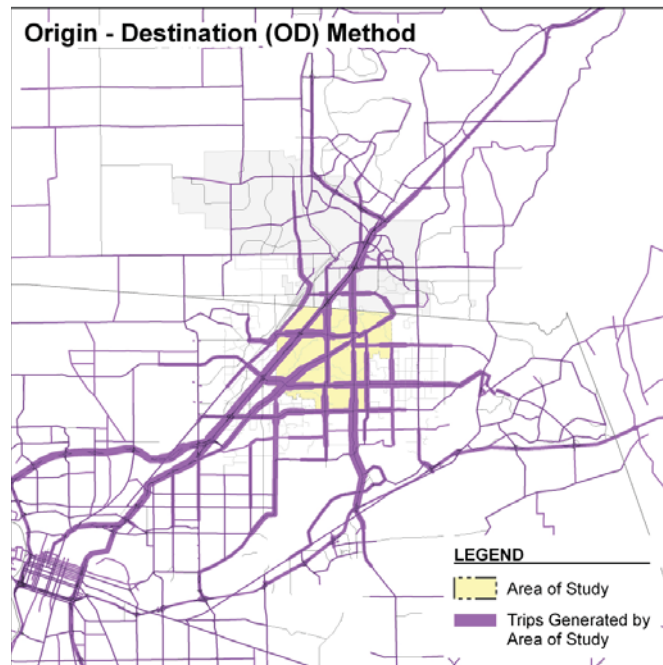 Origin - Destination (OD) Method
LEGEND
Area of Study
Trips Generated by
Area of Study